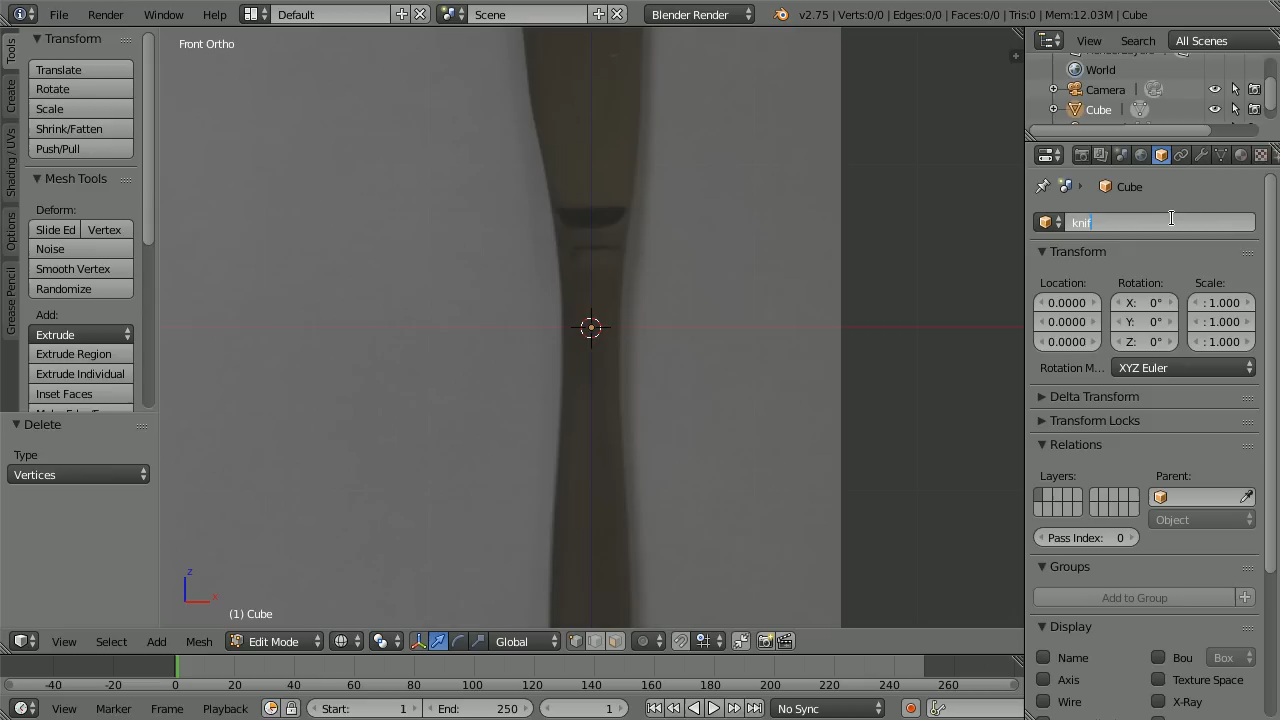 File Render Window Help Default Scene Blender Render v2.75 | Verts:0/0 | Edges:0/0 | Faces:0/0 | Tris:0 | Mem:12.03M | Cube
Tools
Create
Shading / UVs
Options
Grease Pencil
Transform
Translate
Rotate
Scale
Shrink/Fatten
Push/Pull
Mesh Tools
Deform:
Slide Ed Vertex
Noise
Smooth Vertex
Randomize
Add:
Extrude
Extrude Region
Extrude Individual
Inset Faces
Delete
Type
Vertices
Front Ortho
z
x
(1) Cube
View Select Add Mesh Edit Mode Global
-40 -20 0 20 40 60 80 100 120 140 160 180 200 220 240 260
View Marker Frame Playback Start: 1 End: 250 1 No Sync
View Search All Scenes
World
Camera
Cube
Cube
knif
Transform
Location: Rotation: Scale:
0.0000 X: 0° : 1.000
0.0000 Y: 0° : 1.000
0.0000 Z: 0° : 1.000
Rotation M... XYZ Euler
Delta Transform
Transform Locks
Relations
Layers: Parent:
Object
Pass Index: 0
Groups
Add to Group
Display
Name Bou Box
Axis Texture Space
Wire X-Ray